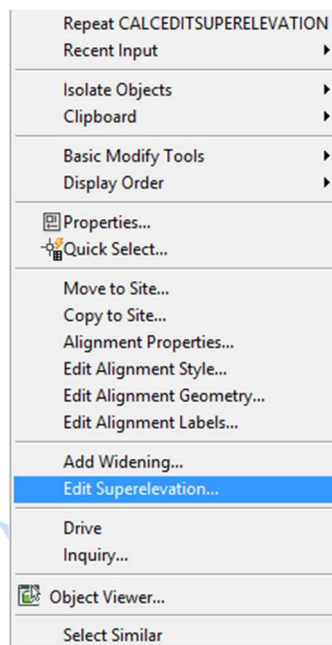 Repeat CALCEDITSUPERELEVATION
Recent Input
Isolate Objects
Clipboard
Basic Modify Tools
Display Order
Properties...
Quick Select...
Move to Site...
Copy to Site...
Alignment Properties...
Edit Alignment Style...
Edit Alignment Geometry...
Edit Alignment Labels...
Add Widening...
Edit Superelevation...
Drive
Inquiry...
Object Viewer...
Select Similar